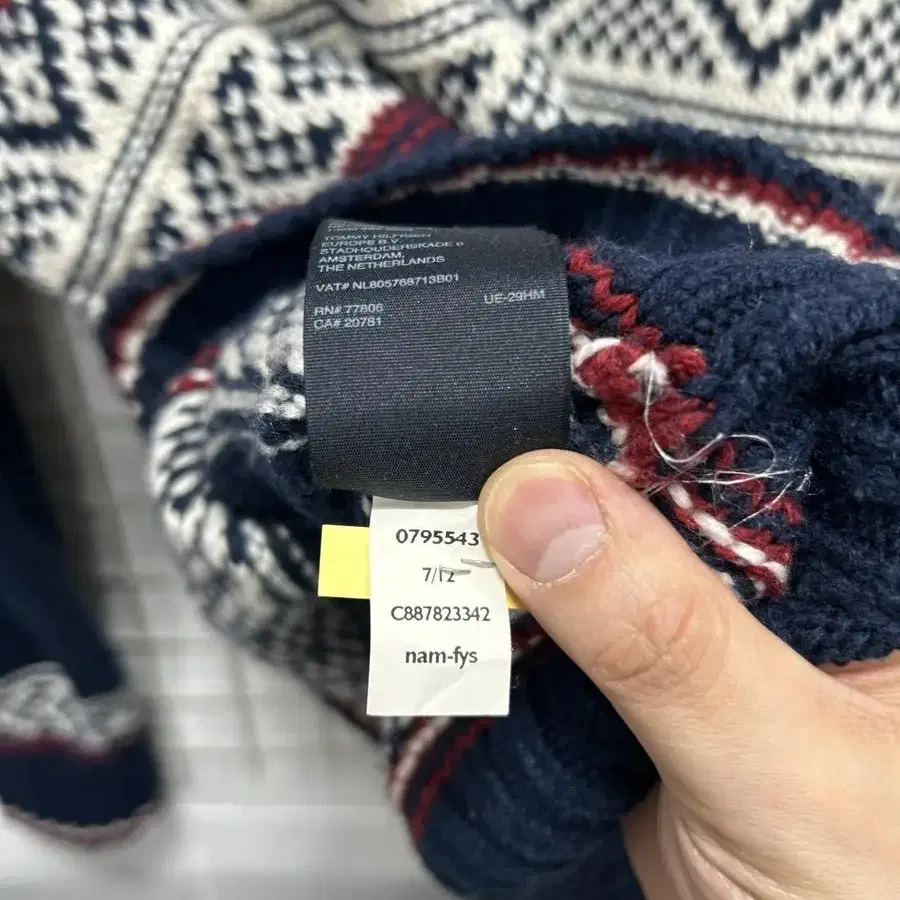 TOMMY HILFIGER
EUROPE B.V.
STADHOUDERSKADE 6
AMSTERDAM,
THE NETHERLANDS
VAT# NL805768713B01
RN# 77806 UE-29HM
CA# 20781
0795543
7/12
C887823342
nam-fys